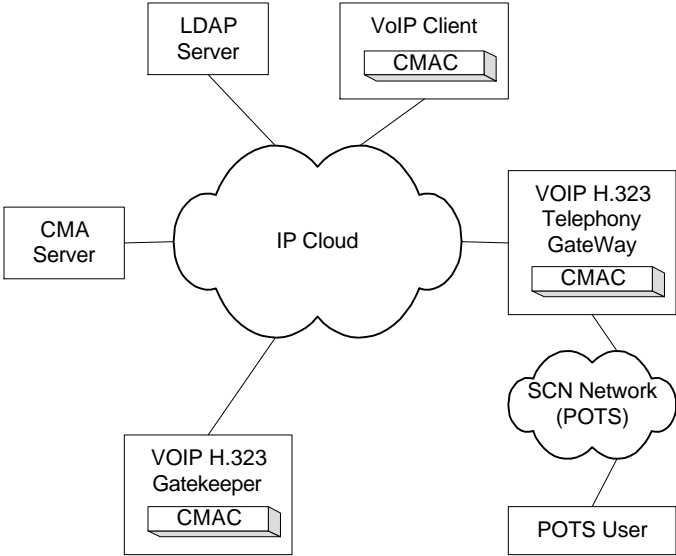 LDAP
Server
VoIP Client
CMAC
CMA
Server
IP Cloud
VOIP H.323
Telephony
GateWay
CMAC
SCN Network
(POTS)
VOIP H.323
Gatekeeper
CMAC
POTS User